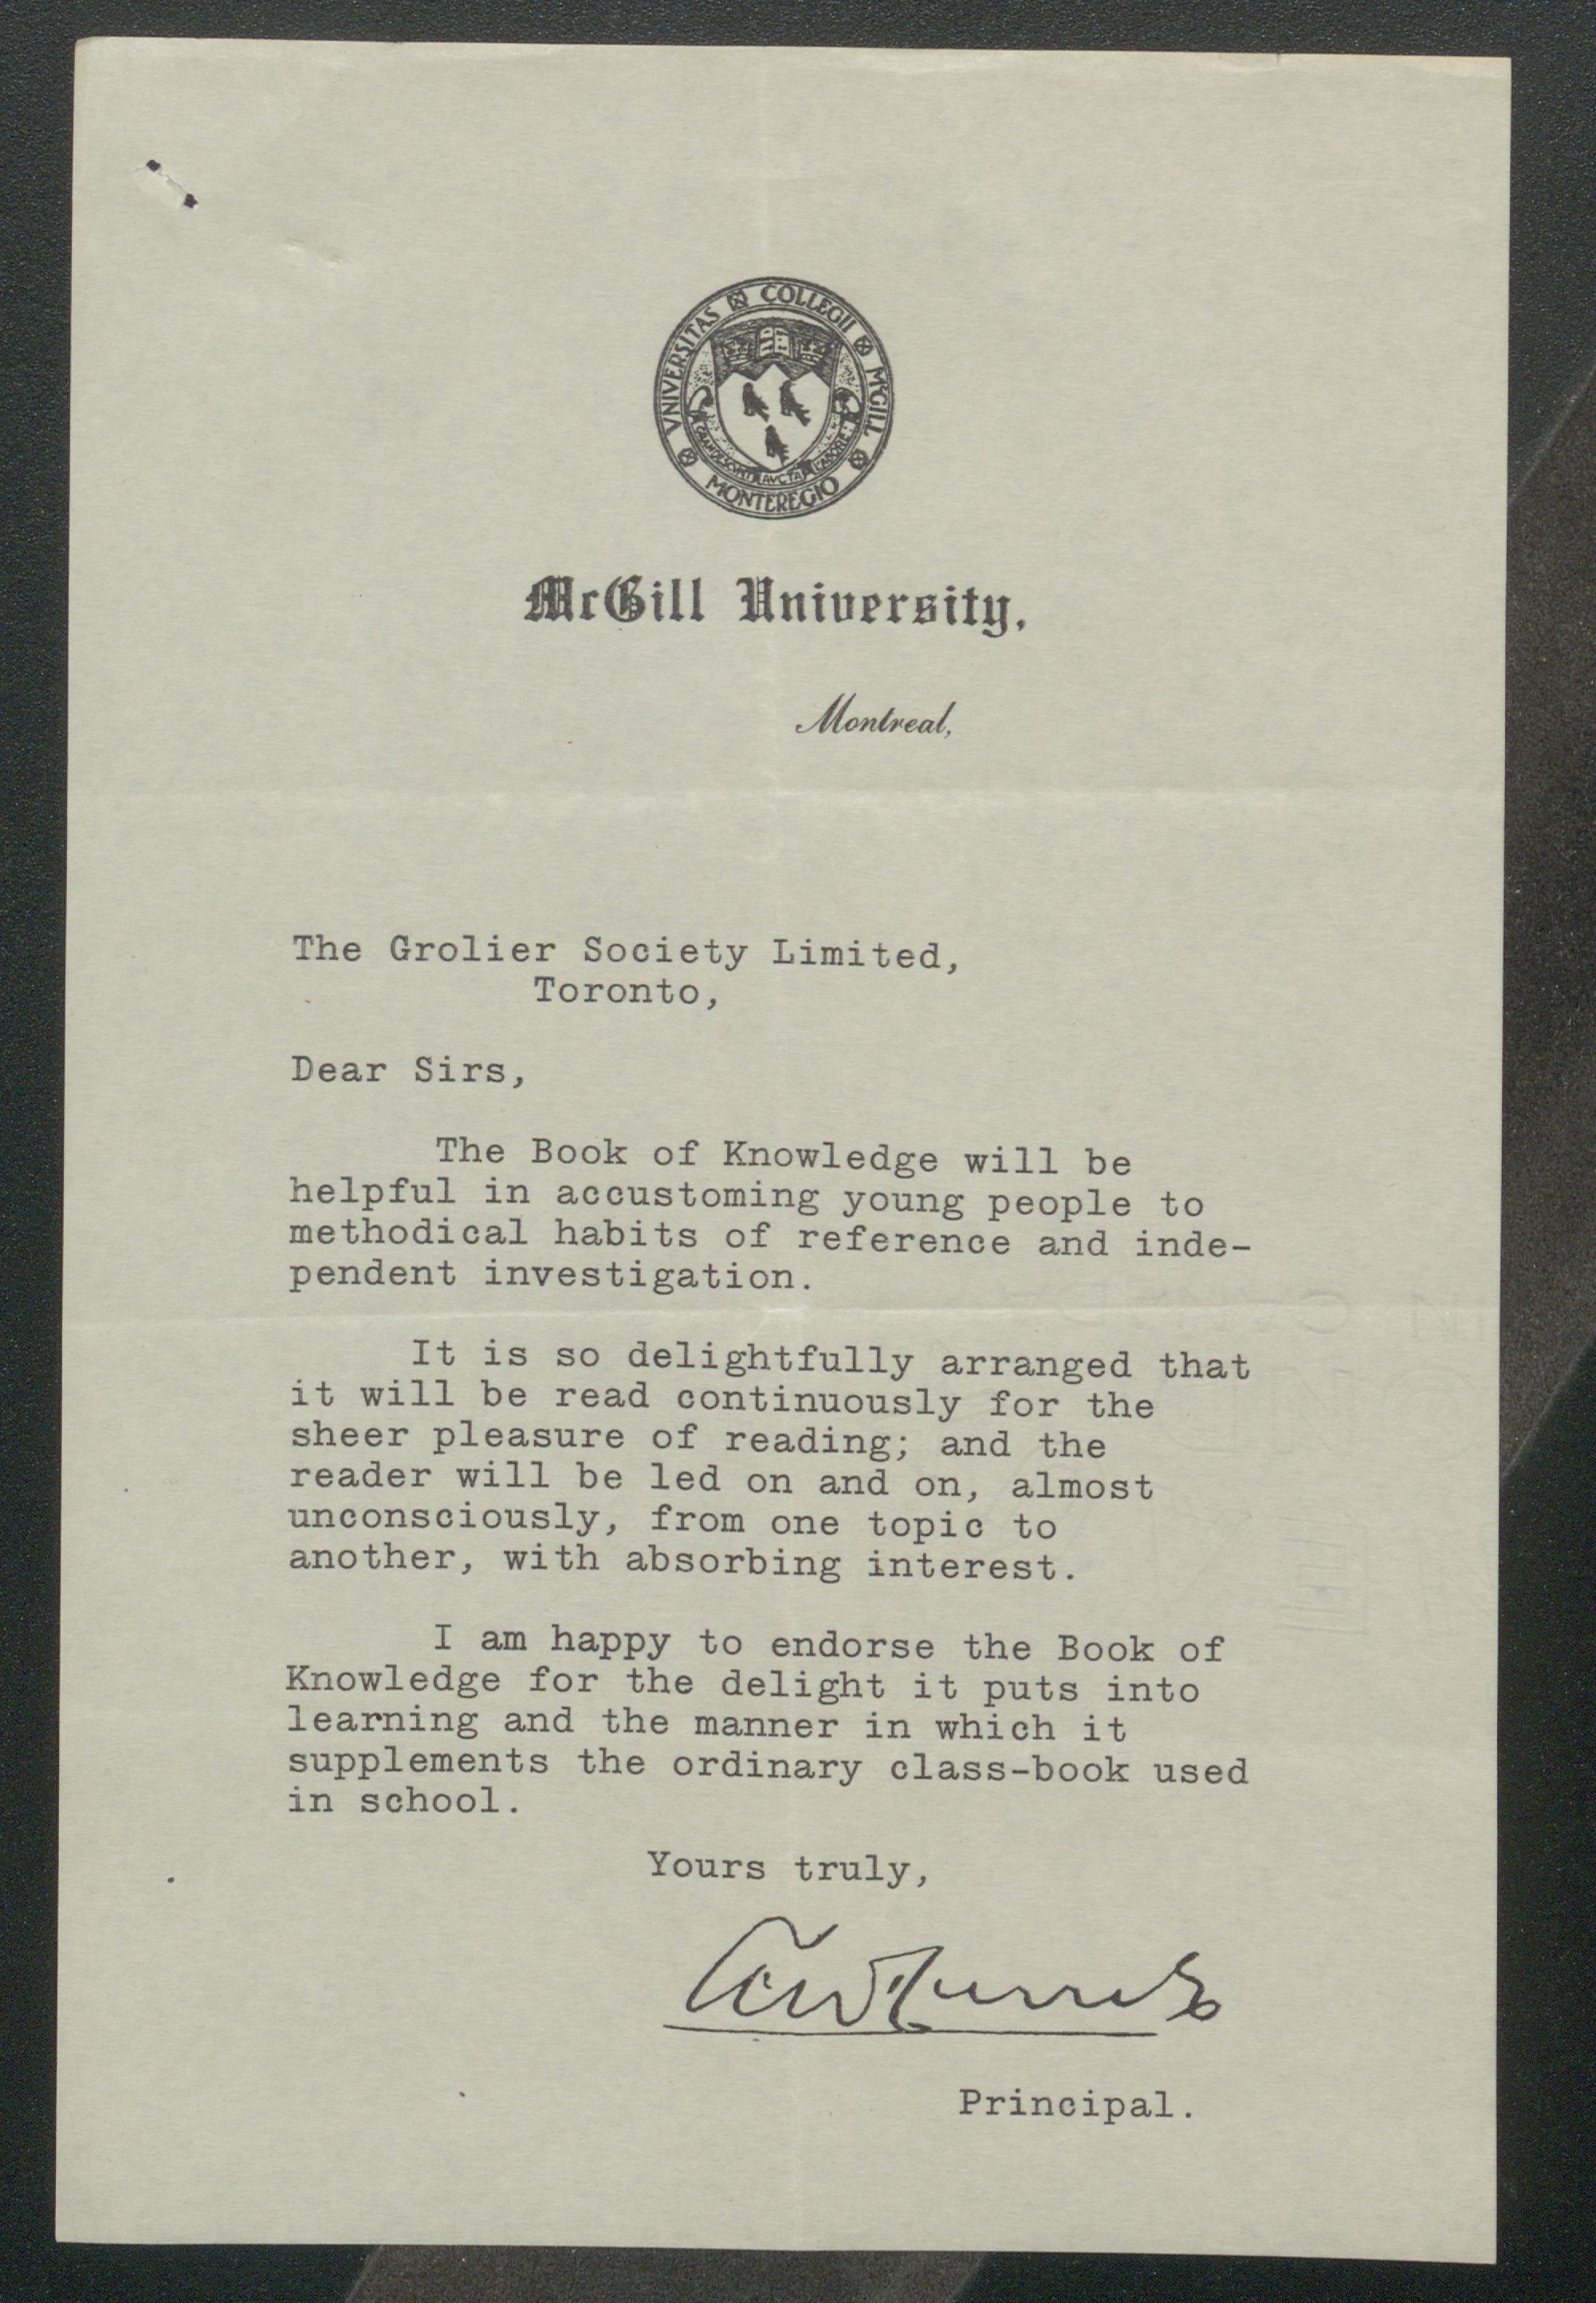 VNIVERSITAS COLLEGII McGILL
MONTEREGIO
McGill University.
Montreal,
The Grolier Society Limited,
Toronto,
Dear Sirs,
The Book of Knowledge will be
helpful in accustoming young people to
methodical habits of reference and inde-
pendent investigation.
It is so delightfully arranged that
it will be read continuously for the
sheer pleasure of reading; and the
reader will be led on and on, almost
unconsciously, from one topic to
another, with absorbing interest.
I am happy to endorse the Book of
Knowledge for the delight it puts into
learning and the manner in which it
supplements the ordinary class-book used
in school.
Yours truly,
Principal.